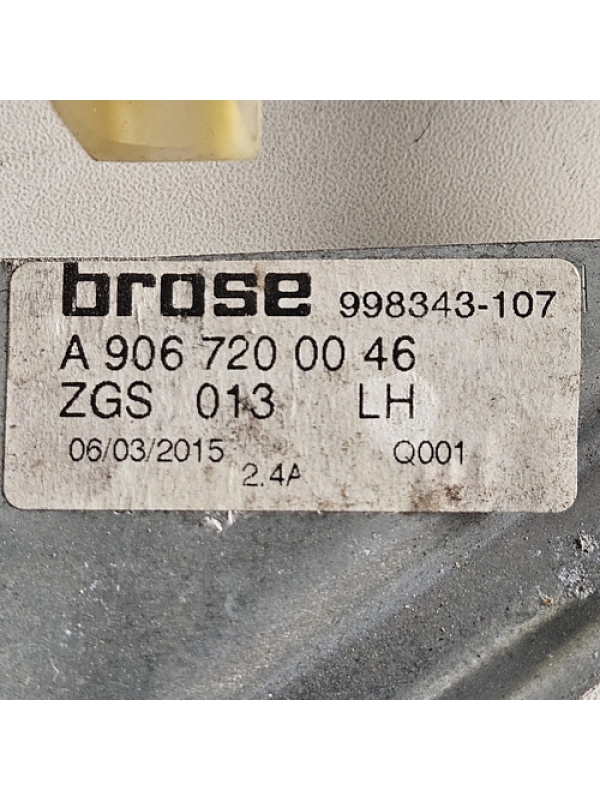 brose 998343-107
A 906 720 00 46
ZGS 013 LH
06/03/2015 Q001
2.4A